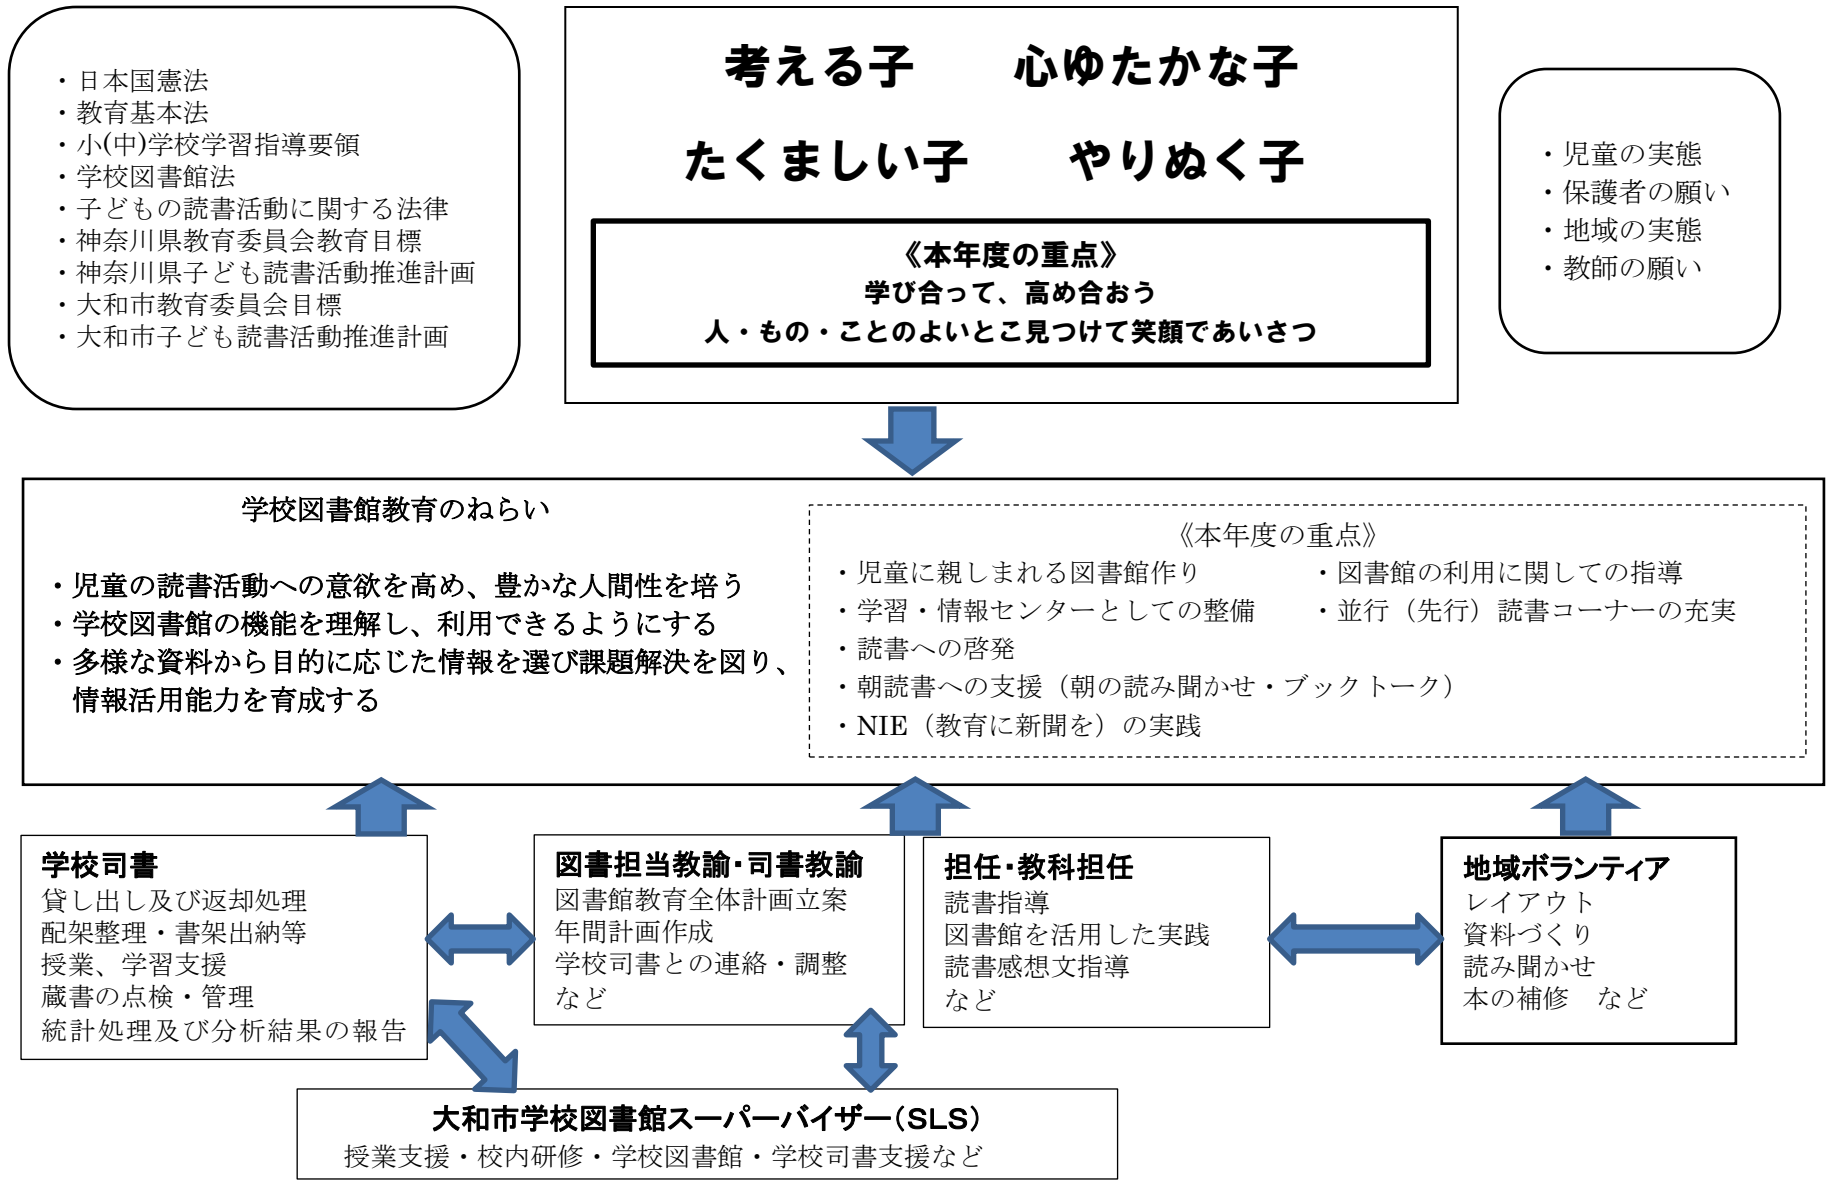 ・日本国憲法
・教育基本法
・小(中)学校学習指導要領
・学校図書館法
・子どもの読書活動に関する法律
・神奈川県教育委員会教育目標
・神奈川県子ども読書活動推進計画
・大和市教育委員会目標
・大和市子ども読書活動推進計画
考える子　　心ゆたかな子
たくましい子　　やりぬく子
《本年度の重点》
学び合って、高め合おう
人・もの・ことのよいとこ見つけて笑顔であいさつ
・児童の実態
・保護者の願い
・地域の実態
・教師の願い
学校図書館教育のねらい
・児童の読書活動への意欲を高め、豊かな人間性を培う
・学校図書館の機能を理解し、利用できるようにする
・多様な資料から目的に応じた情報を選び課題解決を図り、
情報活用能力を育成する
《本年度の重点》
・児童に親しまれる図書館作り　　・図書館の利用に関しての指導
・学習・情報センターとしての整備　　・並行（先行）読書コーナーの充実
・読書への啓発
・朝読書への支援（朝の読み聞かせ・ブックトーク）
・NIE（教育に新聞を）の実践
学校司書
貸し出し及び返却処理
配架整理・書架出納等
授業、学習支援
蔵書の点検・管理
統計処理及び分析結果の報告
図書担当教諭・司書教諭
図書館教育全体計画立案
年間計画作成
学校司書との連絡・調整
など
担任・教科担任
読書指導
図書館を活用した実践
読書感想文指導
など
地域ボランティア
レイアウト
資料づくり
読み聞かせ
本の補修　など
大和市学校図書館スーパーバイザー（SLS）
授業支援・校内研修・学校図書館・学校司書支援など